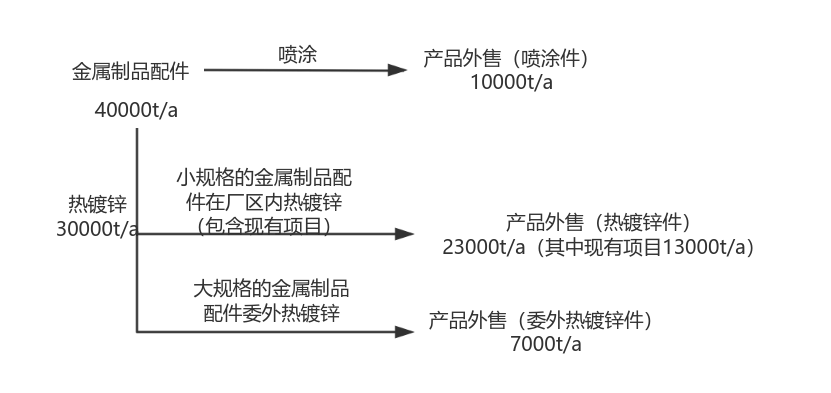 喷涂
金属制品配件
产品外售（喷涂件）
40000t/a
10000t/a
小规格的金属制品配
件在厂区内热镀锌
（包含现有项目）
热镀锌
30000t/a
产品外售（热镀锌件）
23000t/a（其中现有项目13000t/a）
大规格的金属制品
配件委外热镀锌
产品外售（委外热镀锌件）
7000t/a